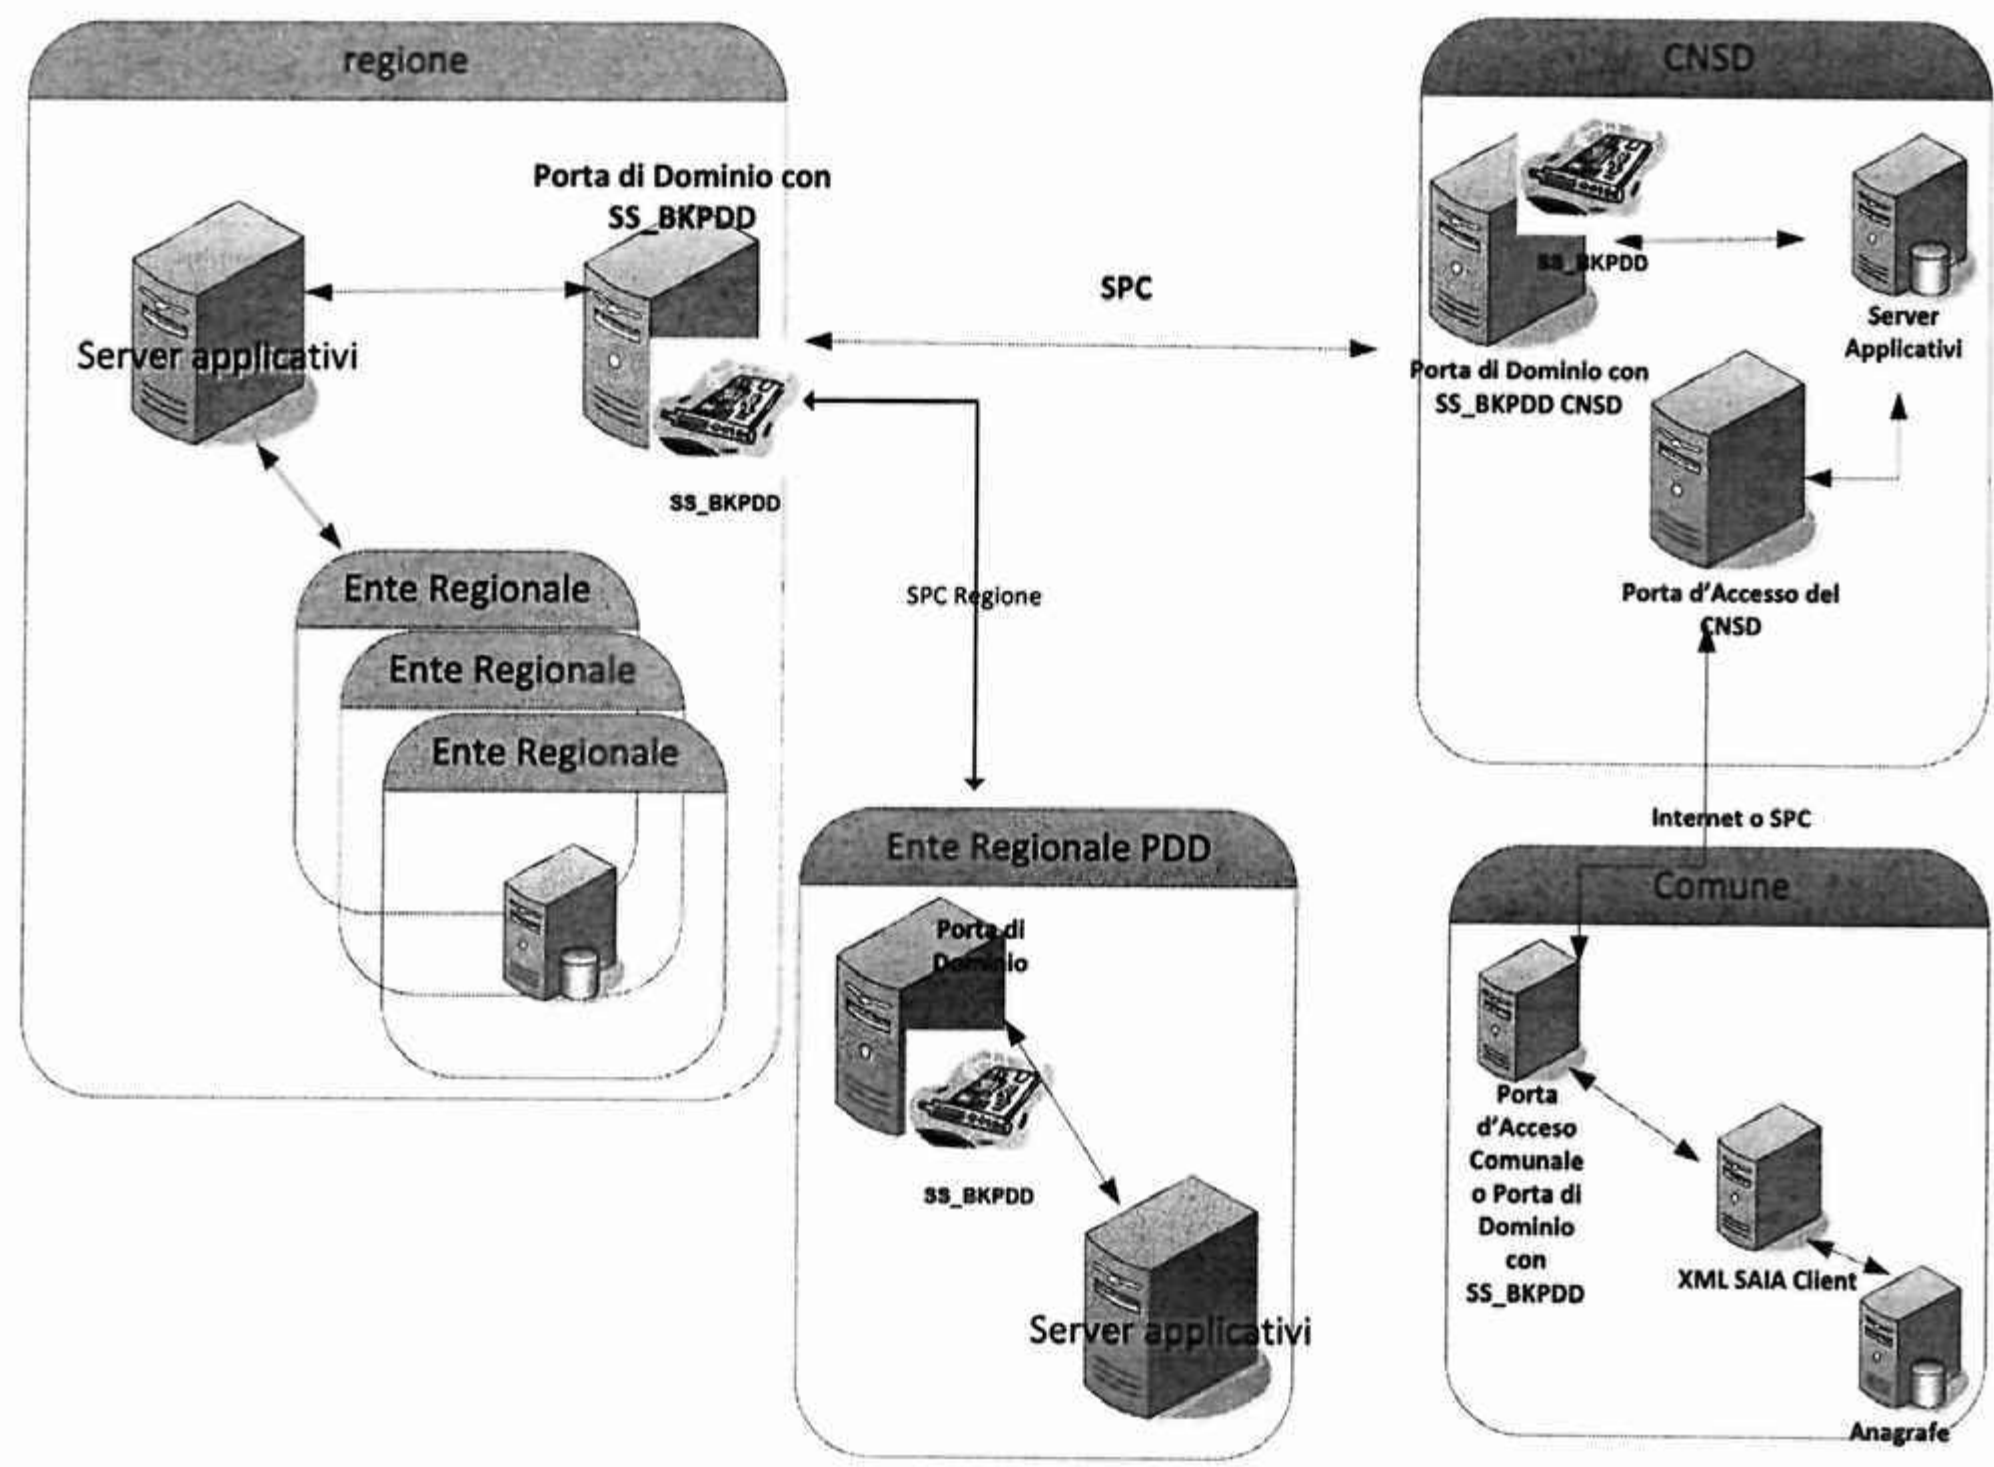 regione
Porta di Dominio con
SS_BKPDD
Server applicativi
SS_BKPDD
Ente Regionale
Ente Regionale
Ente Regionale
SPC
SPC Regione
CNSD
SS_BKPDD
Server
Applicativi
Porta di Dominio con
SS_BKPDD CNSD
Porta d'Accesso del
CNSD
Internet o SPC
Ente Regionale PDD
Porta di
Dominio
SS_BKPDD
Server applicativi
Comune
Porta
d'Acceso
Comunale
o Porta di
Dominio
con
SS_BKPDD
XML SAIA Client
Anagrafe